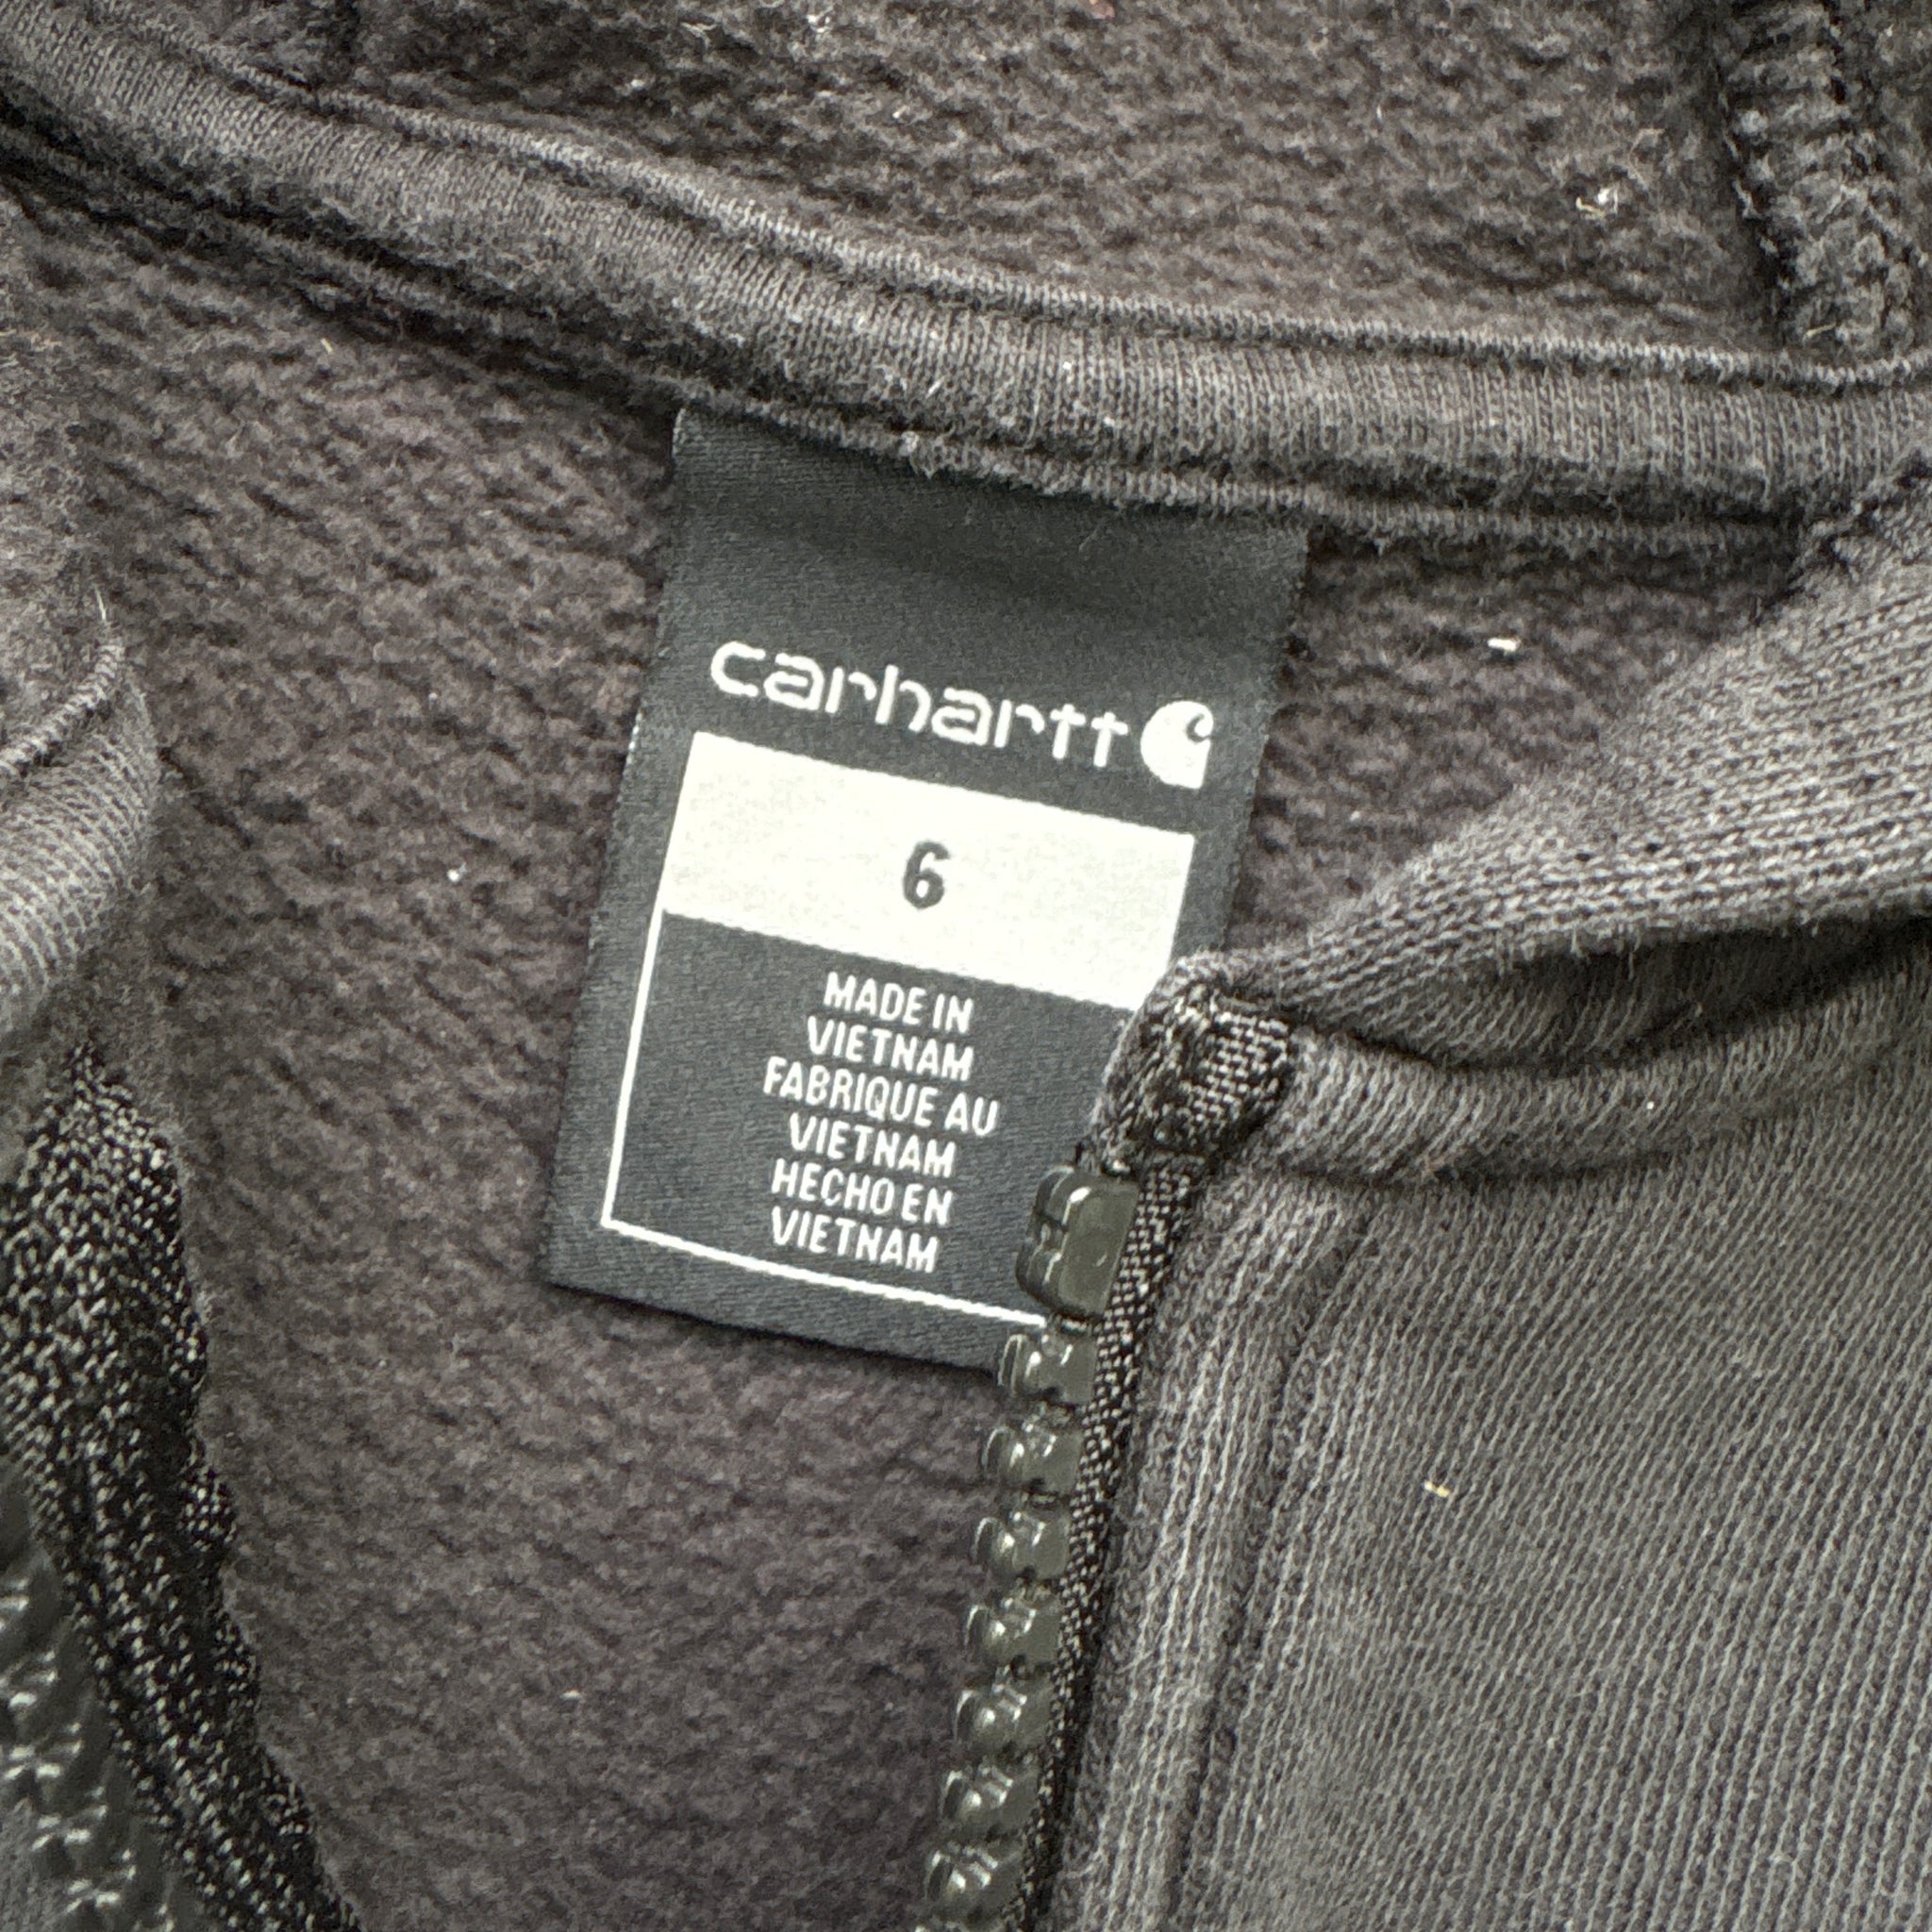 carhartt
6
MADE IN
VIETNAM
FABRIQUE AU
VIETNAM
HECHO EN
VIETNAM